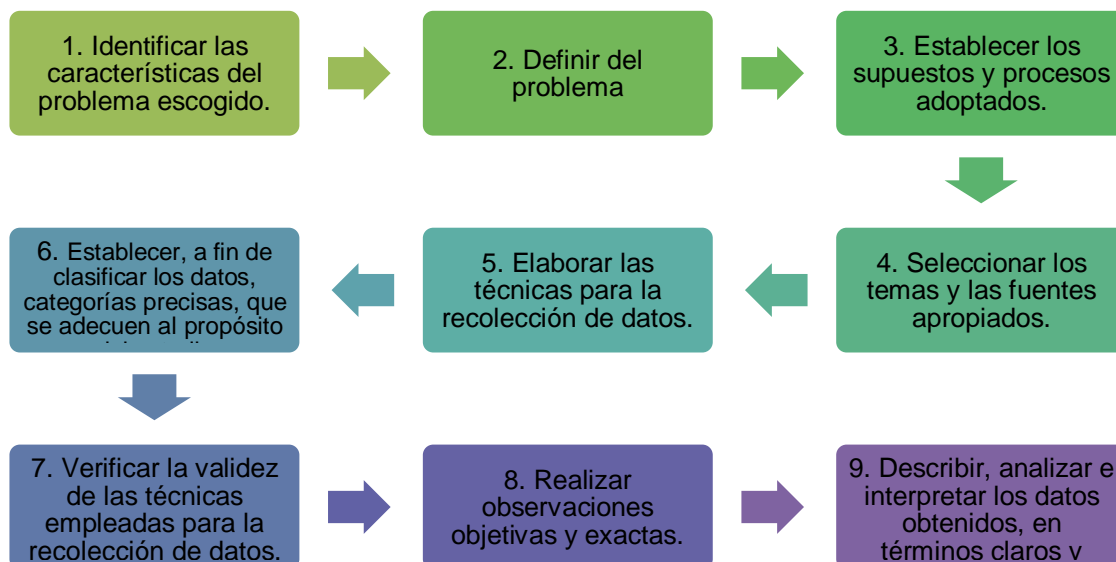 1. Identificar las
características del
problema escogido.
2. Definir del
problema
3. Establecer los
supuestos y procesos
adoptados.
4. Seleccionar los
temas y las fuentes
apropiados.
5. Elaborar las
técnicas para la
recolección de datos.
6. Establecer, a fin de
clasificar los datos,
categorías precisas, que
se adecuen al propósito
7. Verificar la validez
de las técnicas
empleadas para la
recolección de datos.
8. Realizar
observaciones
objetivas y exactas.
9. Describir, analizar e
interpretar los datos
obtenidos, en
términos claros y